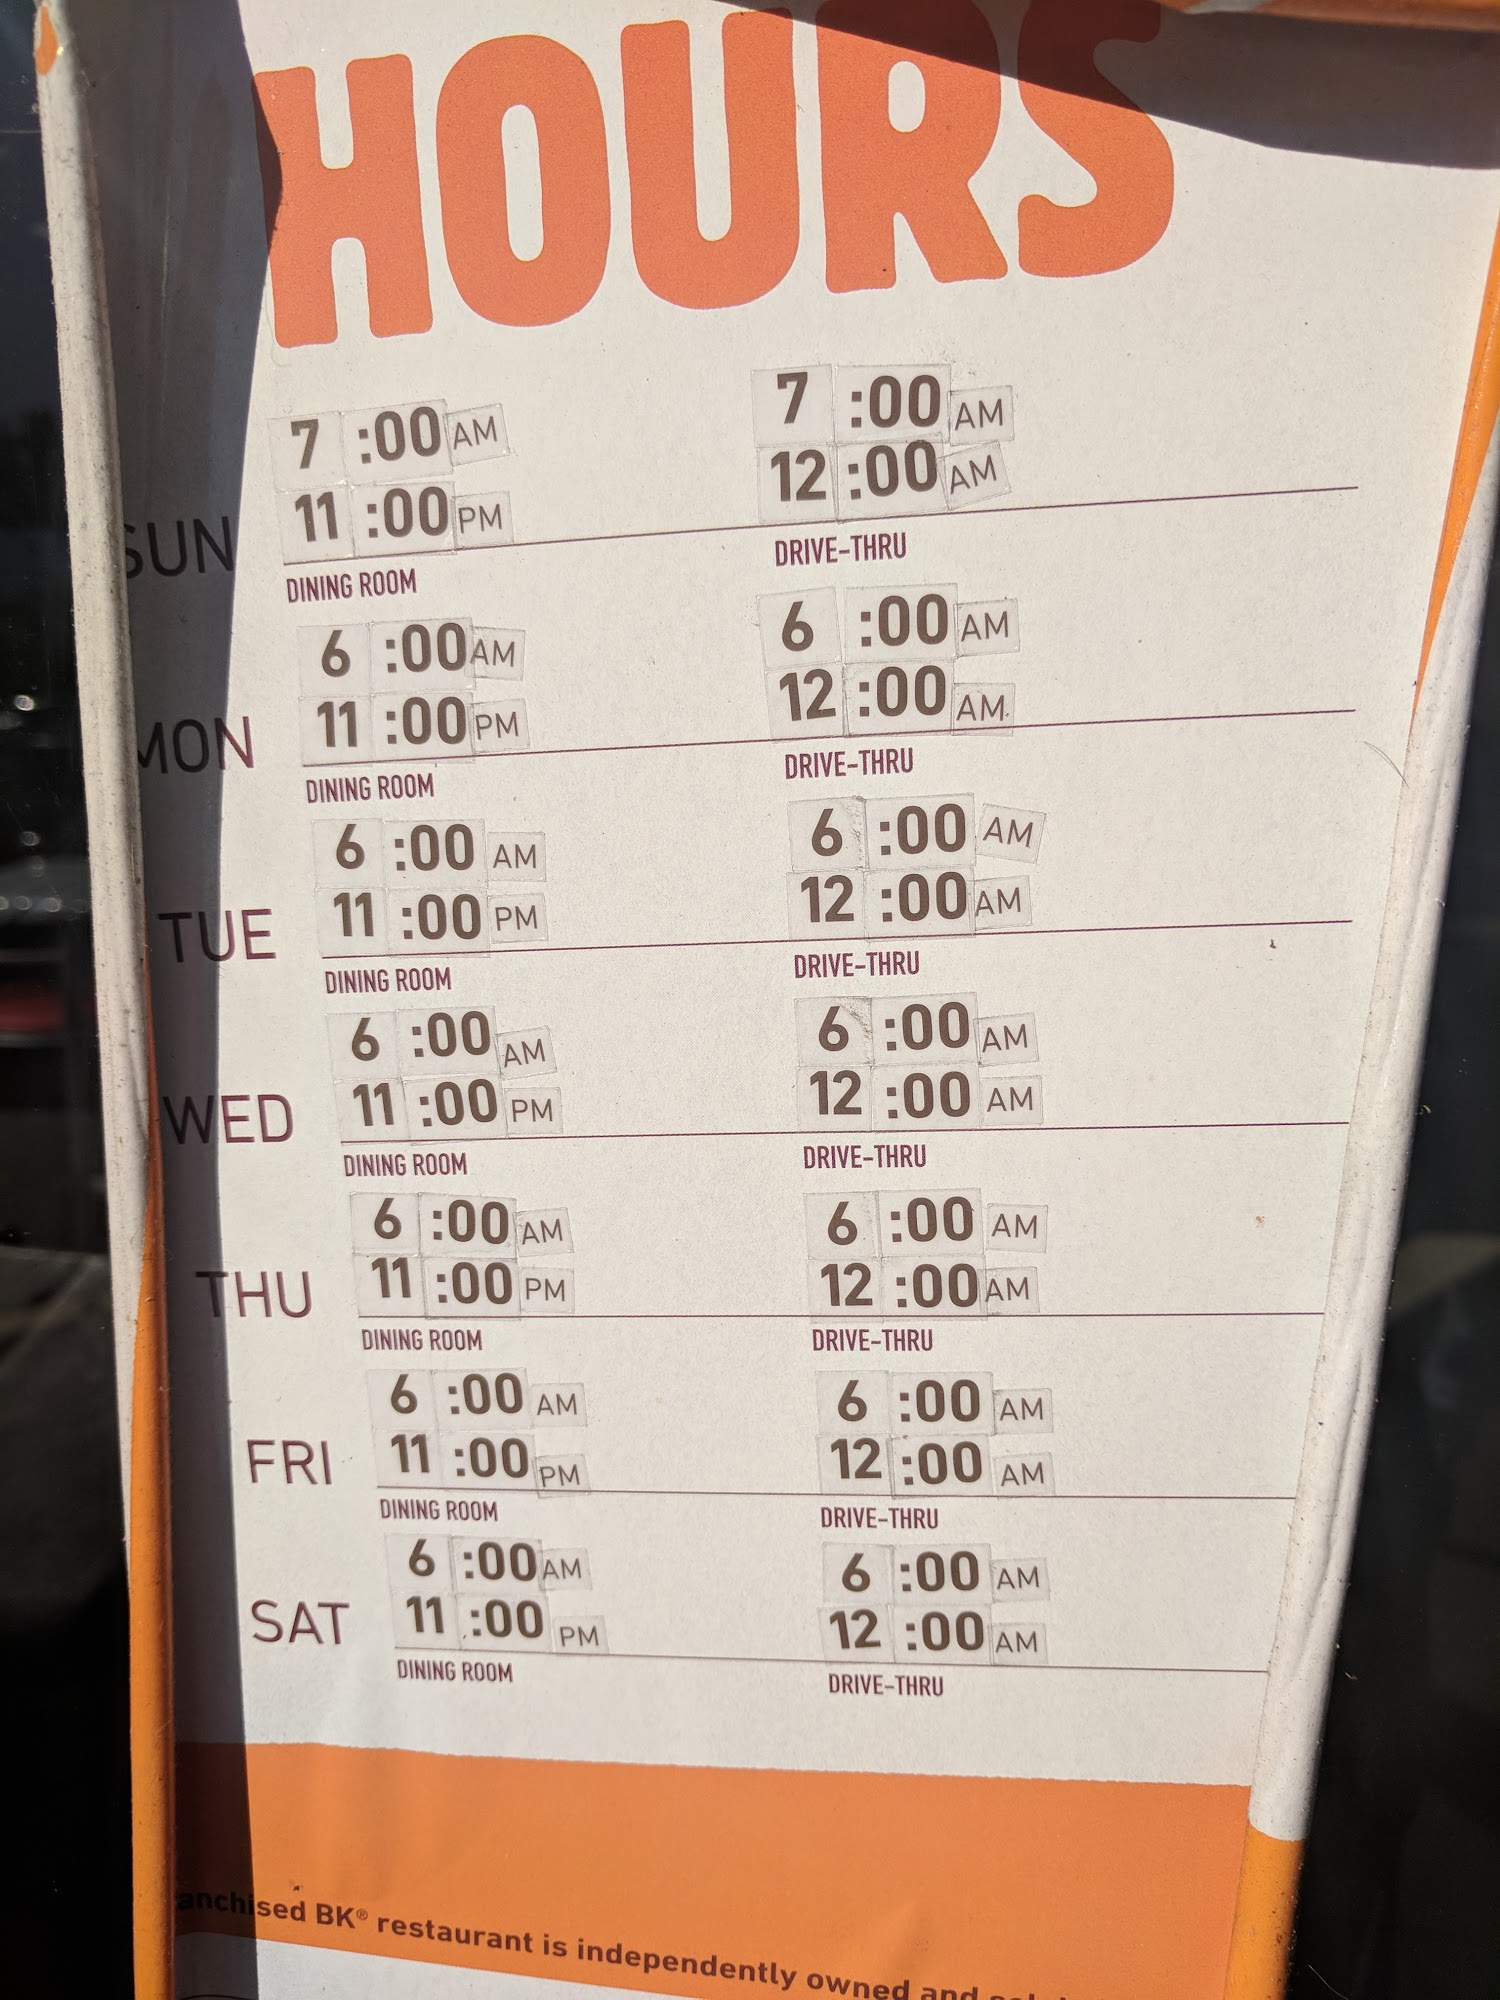 HOURS
7 :00 AM 7 :00 AM
SUN 11 :00 PM 12 :00 AM
DINING ROOM DRIVE-THRU
6 :00 AM 6 :00 AM
MON 11 :00 PM 12 :00 AM
DINING ROOM DRIVE-THRU
6 :00 AM 6 :00 AM
TUE 11 :00 PM 12 :00 AM
DINING ROOM DRIVE-THRU
6 :00 AM 6 :00 AM
WED 11 :00 PM 12 :00 AM
DINING ROOM DRIVE-THRU
6 :00 AM 6 :00 AM
THU 11 :00 PM 12 :00 AM
DINING ROOM DRIVE-THRU
6 :00 AM 6 :00 AM
FRI 11 :00 PM 12 :00 AM
DINING ROOM DRIVE-THRU
6 :00 AM 6 :00 AM
SAT 11 :00 PM 12 :00 AM
DINING ROOM DRIVE-THRU
anchised BK® restaurant is independently owned and